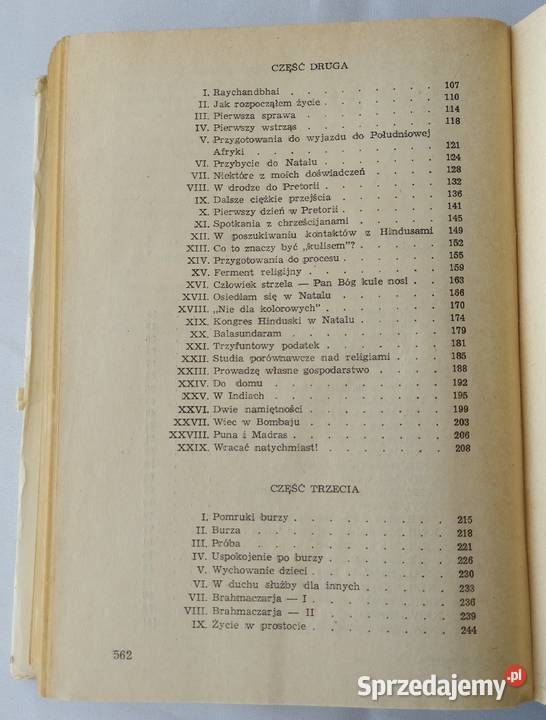 CZĘŚĆ DRUGA
I. Raychandbhai . . . . . . . . 107
II. Jak rozpocząłem życie . . . . . . 110
III. Pierwsza sprawa . . . . . . . 114
IV. Pierwszy wstrząs . . . . . . . 118
V. Przygotowania do wyjazdu do Południowej
Afryki . . . . . . . . . 121
VI. Przybycie do Natalu . . . . . . 124
VII. Niektóre z moich doświadczeń . . . . 128
VIII. W drodze do Pretorii . . . . . . 132
IX. Dalsze ciężkie przejścia . . . . . 136
X. Pierwszy dzień w Pretorii . . . . . 141
XI. Spotkania z chrześcijanami . . . . . 145
XII. W poszukiwaniu kontaktów z Hindusami 149
XIII. Co to znaczy być „kulisem"? . . . . 152
XIV. Przygotowania do procesu . . . . . 155
XV. Ferment religijny . . . . . . . 159
XVI. Człowiek strzela — Pan Bóg kule nosi . 163
XVII. Osiedlam się w Natalu . . . . . 166
XVIII. „Nie dla kolorowych" . . . . . . 170
XIX. Kongres Hinduski w Natalu . . . . 174
XX. Balasundaram . . . . . . . . 179
XXI. Trzyfuntowy podatek . . . . . . 181
XXII. Studia porównawcze nad religiami . . . 185
XXIII. Prowadzę własne gospodarstwo . . . . 188
XXIV. Do domu . . . . . . . . 192
XXV. W Indiach . . . . . . . . 195
XXVI. Dwie namiętności . . . . . . . 199
XXVII. Wiec w Bombaju . . . . . . . 203
XXVIII. Puna i Madras . . . . . . . 206
XXIX. Wracać natychmiast! . . . . . . 208
CZĘŚĆ TRZECIA
I. Pomruki burzy . . . . . . . . 215
II. Burza . . . . . . . . . 218
III. Próba . . . . . . . . . 221
IV. Uspokojenie po burzy . . . . . . 226
V. Wychowanie dzieci . . . . . . . 230
VI. W duchu służby dla innych . . . . . 233
VII. Brahmaczarja — I . . . . . . . 236
VIII. Brahmaczarja — II . . . . . . . 239
IX. Życie w prostocie . . . . . . . 244
562
Sprzedajemy.pl